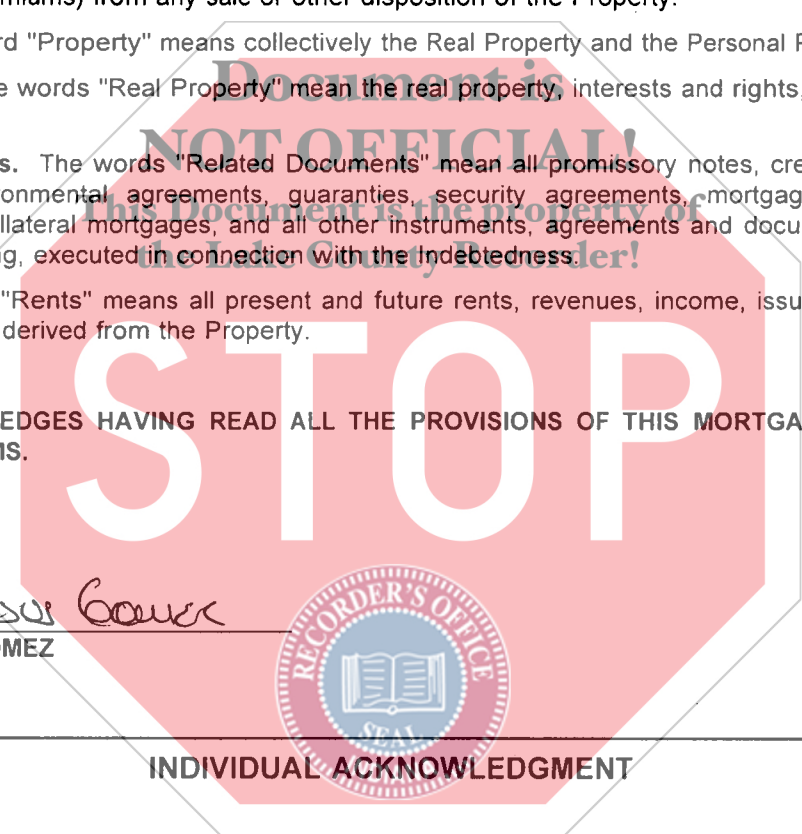 emiums) from any sale or other disposition of the Property.
rd "Property" means collectively the Real Property and the Personal P
Document is
e words "Real Property" mean the real property, interests and rights,
NOT OFFICIAL!
s. The words "Related Documents" mean all promissory notes, cre
onmental agreements, guaranties, security agreements, mortgag
This Document is the property of
llateral mortgages, and all other instruments, agreements and docu
g, executed in connection with the Indebtedness.
the Lake County Recorder!
"Rents" means all present and future rents, revenues, income, issu
derived from the Property.
STOP
EDGES HAVING READ ALL THE PROVISIONS OF THIS MORTGA
MS.
OMEZ
RECORDER'S OFFICE
SEAL
INDIANA
INDIVIDUAL ACKNOWLEDGMENT